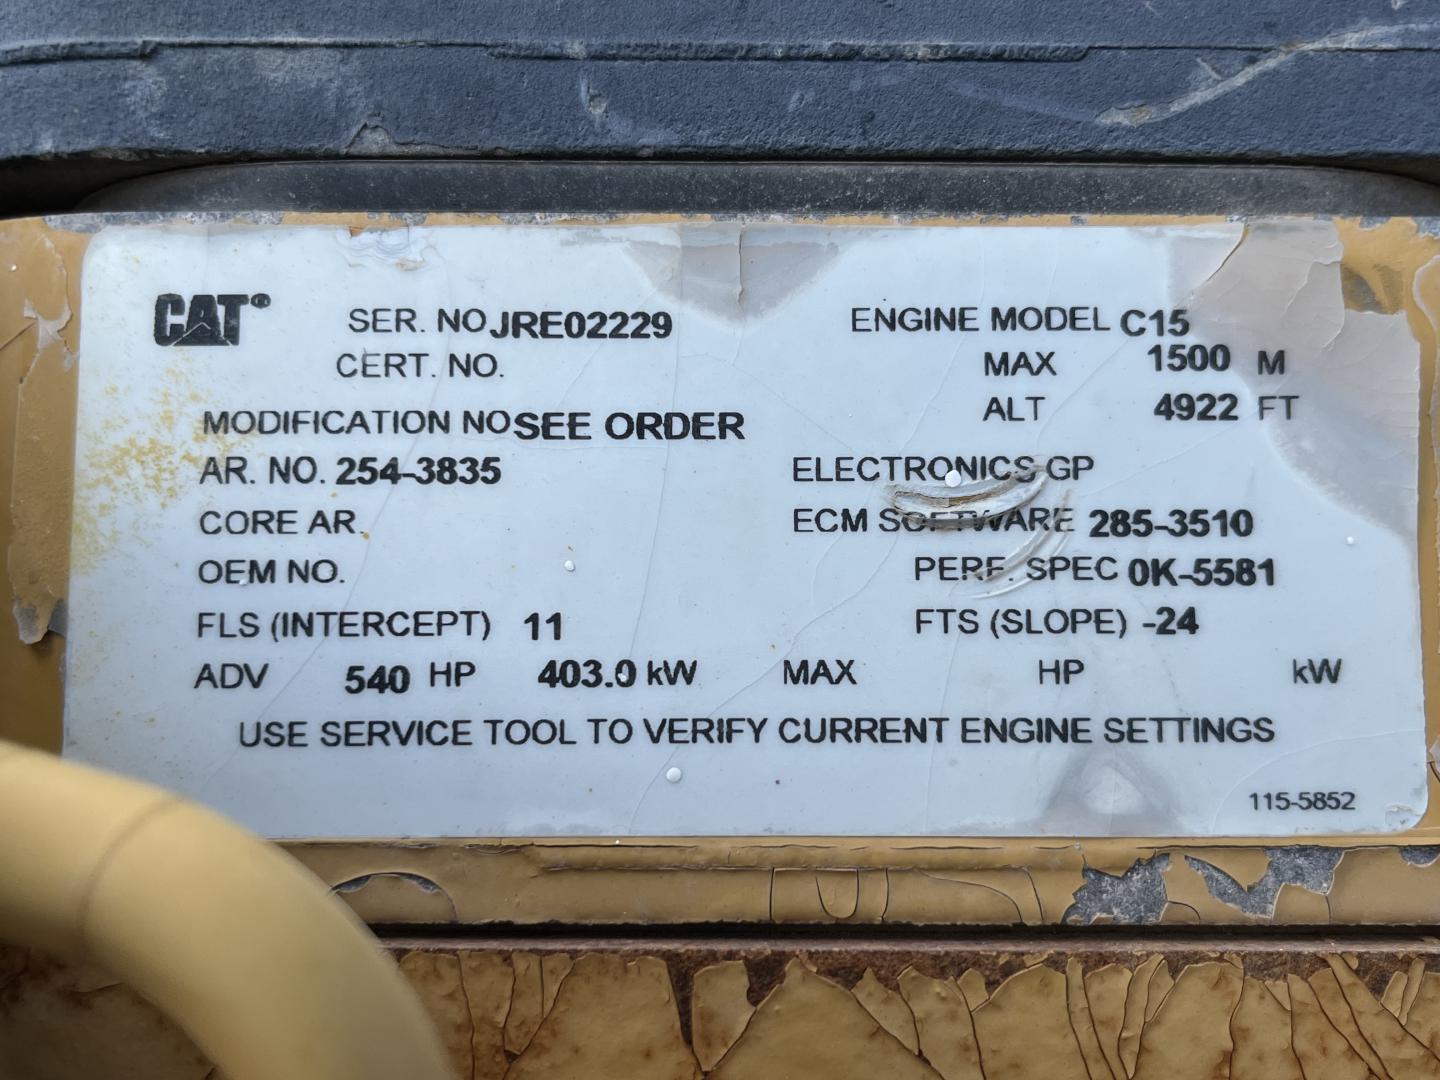 CAT® SER. NO JRE02229 ENGINE MODEL C15
CERT. NO. MAX 1500 M
MODIFICATION NO SEE ORDER ALT 4922 FT
AR. NO. 254-3835 ELECTRONICS GP
CORE AR. ECM SOFTWARE 285-3510
OEM NO. PERF. SPEC 0K-5581
FLS (INTERCEPT) 11 FTS (SLOPE) -24
ADV 540 HP 403.0 kW MAX HP kW
USE SERVICE TOOL TO VERIFY CURRENT ENGINE SETTINGS
115-5852